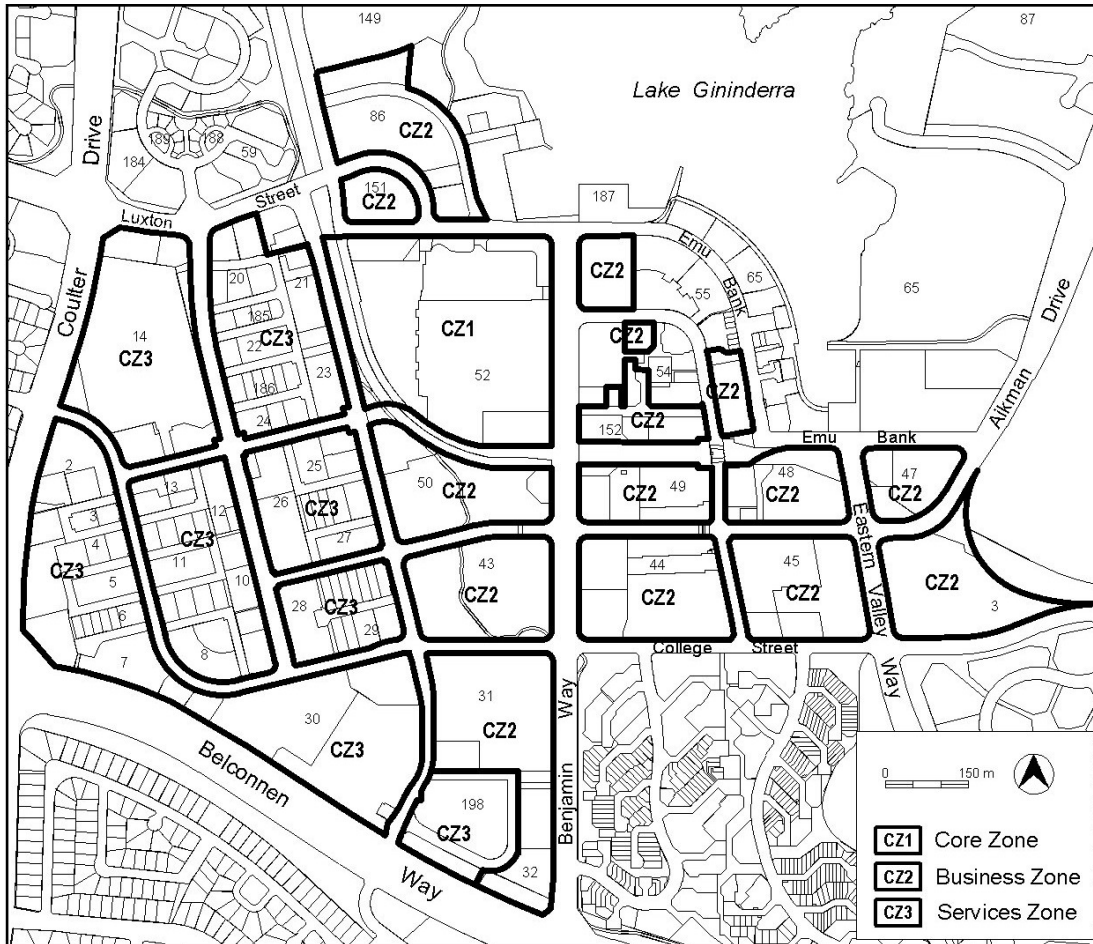 149
87
Lake Ginninderra
86
CZ2
189
188
59
184
Drive
151
CZ2
Street
Luxton
187
Emu
Bank
65
65
20
21
CZ2
55
185
14
CZ3
CZ3
22
CZ1
CZ2
52
54
Coulter
Drive
186
23
24
CZ2
CZ2
152
Aikman
Emu Bank
2
13
25
50
CZ2
CZ2
49
48
CZ2
47
CZ2
3
12
26
CZ3
CZ3
4
11
27
Eastern
Valley
Way
CZ3
5
10
43
CZ2
44
CZ2
45
CZ2
CZ2
3
6
28
CZ3
29
7
8
College Street
31
CZ2
30
CZ3
Belconnen
Way
Benjamin
Way
198
CZ3
32
0 150 m
CZ1 Core Zone
CZ2 Business Zone
CZ3 Services Zone